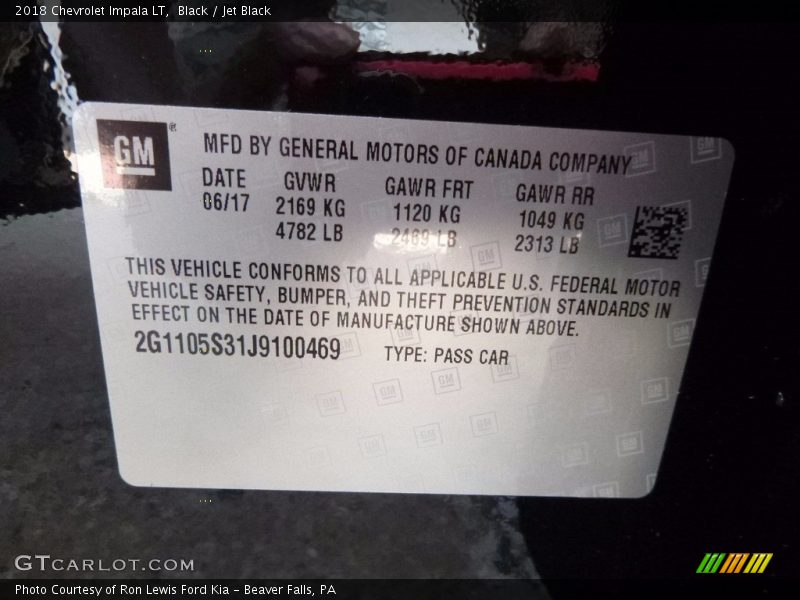 2018 Chevrolet Impala LT,  Black / Jet Black
GM ®
MFD BY GENERAL MOTORS OF CANADA COMPANY
DATE GVWR GAWR FRT GAWR RR
06/17 2169 KG 1120 KG 1049 KG
4782 LB 2469 LB 2313 LB
THIS VEHICLE CONFORMS TO ALL APPLICABLE U.S. FEDERAL MOTOR
VEHICLE SAFETY, BUMPER, AND THEFT PREVENTION STANDARDS IN
EFFECT ON THE DATE OF MANUFACTURE SHOWN ABOVE.
2G1105S31J9100469 TYPE: PASS CAR
GTCARLOT.COM
Photo Courtesy of Ron Lewis Ford Kia - Beaver Falls, PA